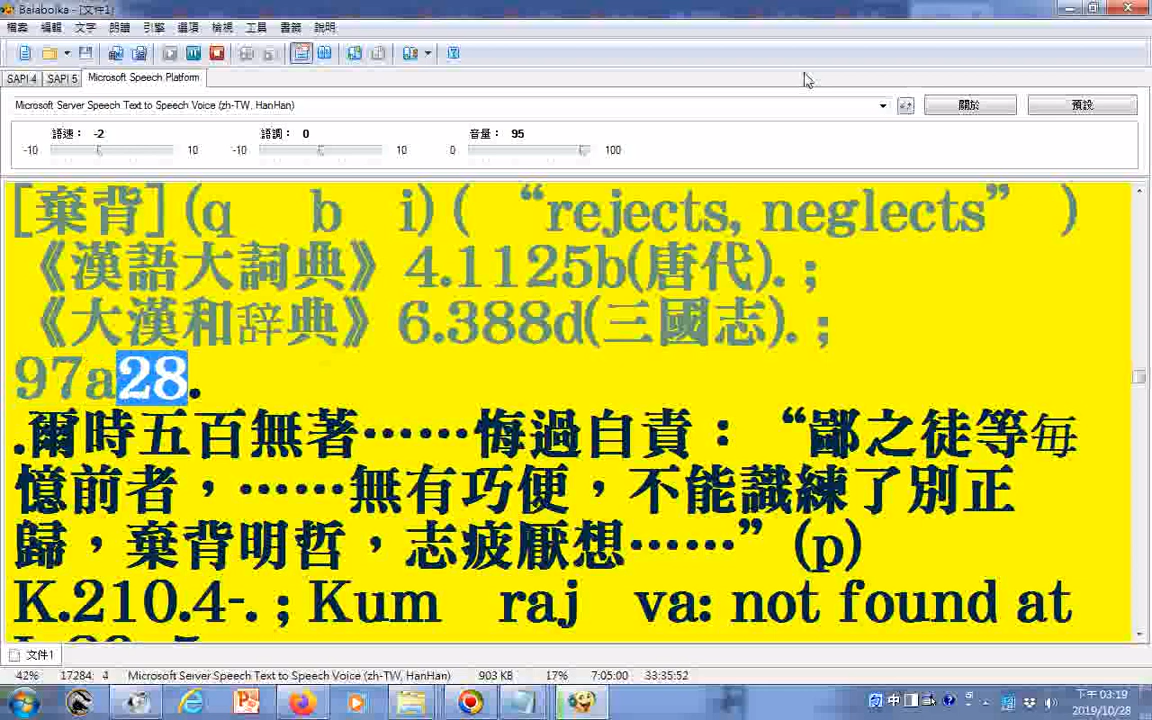 Balabolka - [文件1]
檔案 編輯 文字 朗讀 引擎 選項 檢視 工具 書籤 說明
SAPI 4 SAPI 5 Microsoft Speech Platform
Microsoft Server Speech Text to Speech Voice (zh-TW, HanHan) 關於 預設
語速： -2 語調： 0 音量： 95
-10 10 -10 10 0 100
[棄背] (q b i) ( “rejects, neglects” )
《漢語大詞典》 4.1125b(唐代). ;
《大漢和辞典》 6.388d(三國志). ;
97a28.
.爾時五百無著……悔過自責：“鄙之徒等毎
憶前者，……無有巧便，不能識練了別正
歸，棄背明哲，志疲厭想……” (p)
K.210.4-. ; Kum raj va: not found at
文件1
42% 17284: 4 Microsoft Server Speech Text to Speech Voice (zh-TW, HanHan) 903 KB 17% 7:05:00 33:35:52
中 下午 03:19
2019/10/28